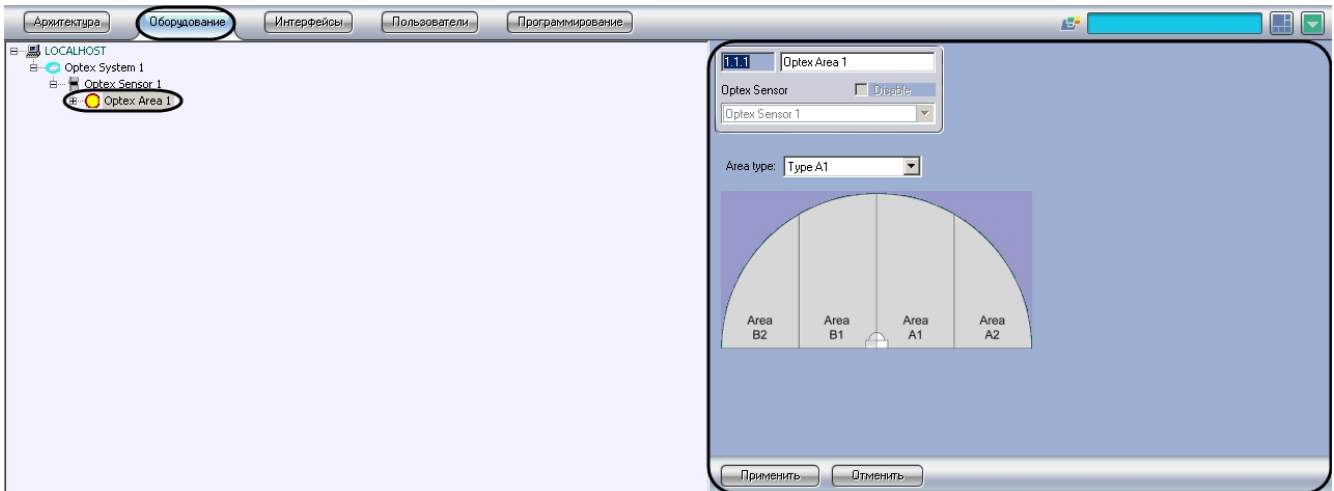 Архитектура Оборудование Интерфейсы Пользователи Программирование
LOCALHOST
Optex System 1
Optex Sensor 1
Optex Area 1
1.1.1 Optex Area 1
Optex Sensor Disable
Optex Sensor 1
Area type: Type A1
Area Area Area Area
B2 B1 A1 A2
Применить Отменить